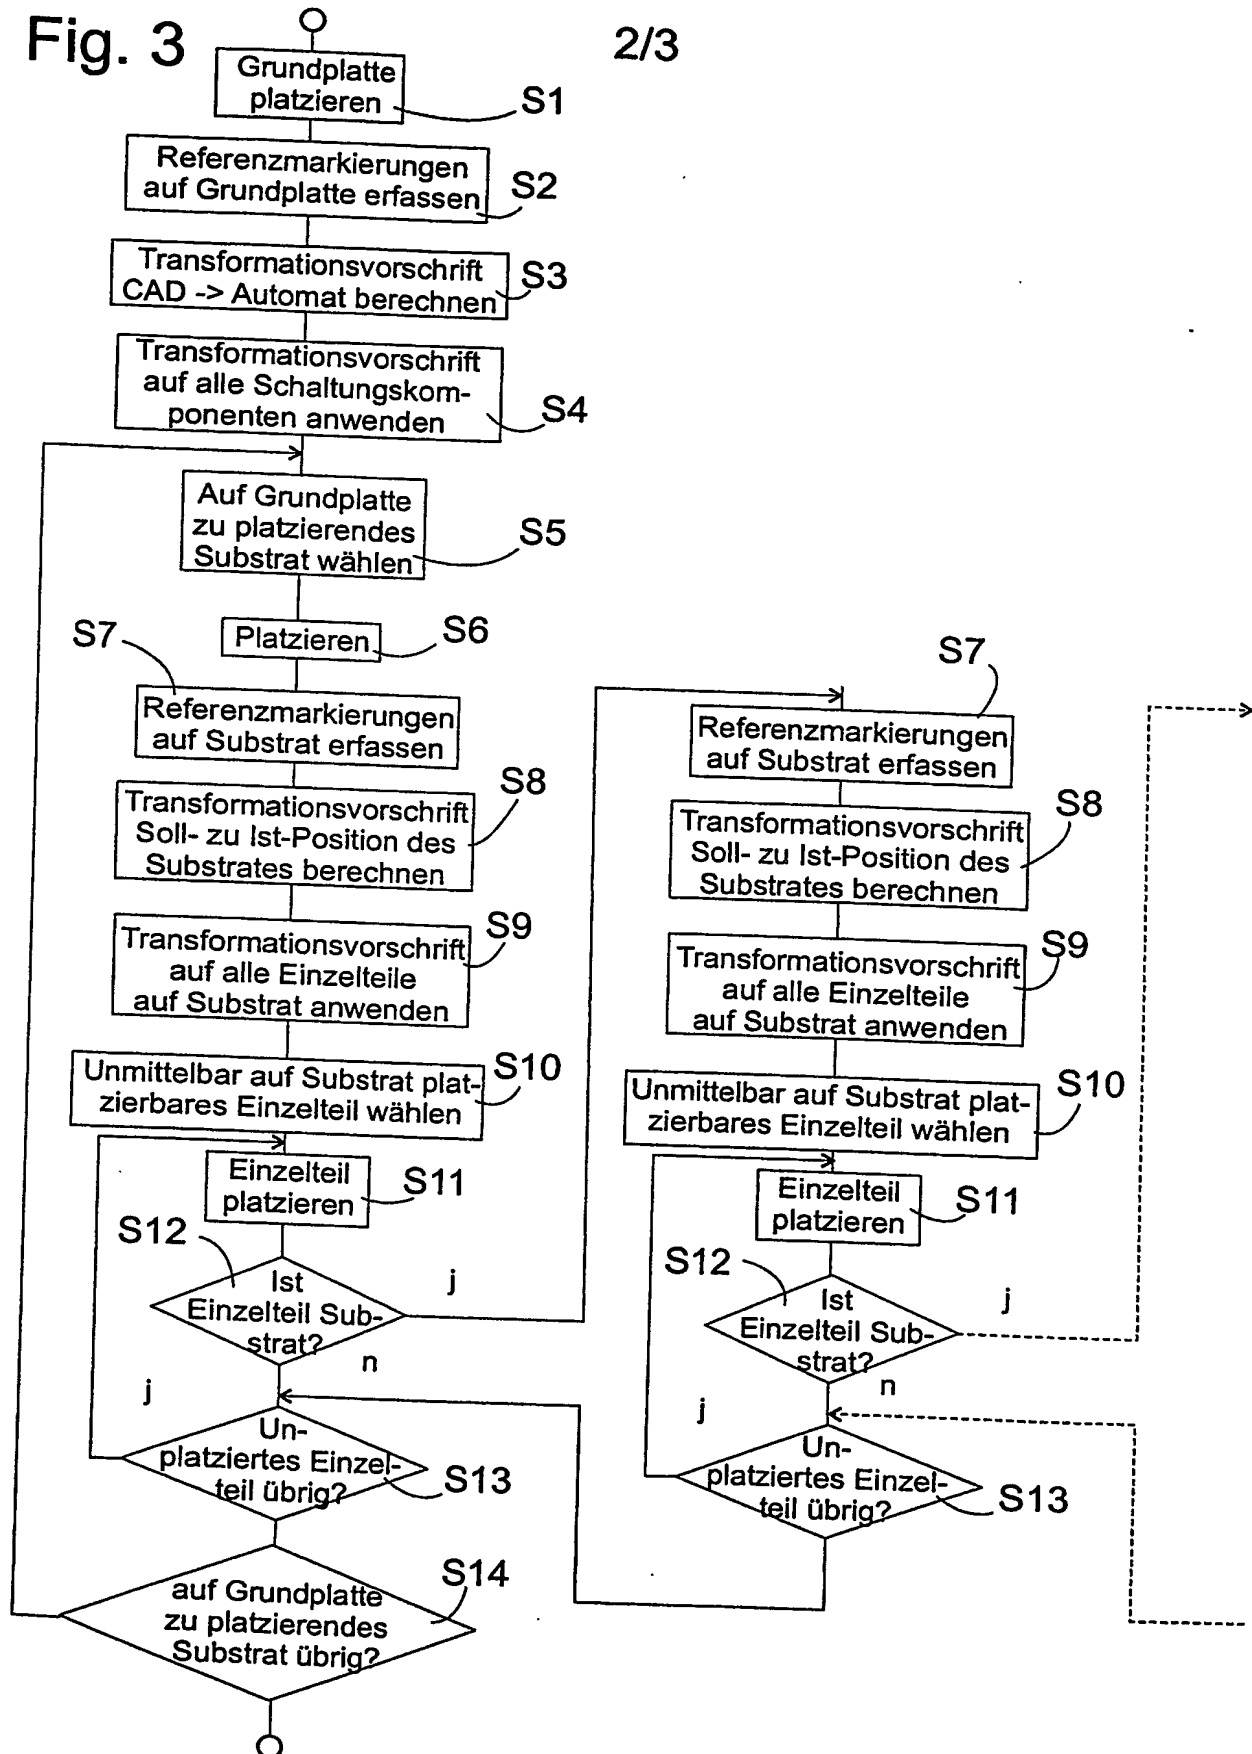 Fig. 3
2/3
Grundplatte
platzieren
S1
Referenzmarkierungen
auf Grundplatte erfassen
S2
Transformationsvorschrift
CAD -> Automat berechnen
S3
Transformationsvorschrift
auf alle Schaltungskom-
ponenten anwenden
S4
Auf Grundplatte
zu platzierendes
Substrat wählen
S5
Platzieren
S6
S7
Referenzmarkierungen
auf Substrat erfassen
Transformationsvorschrift
Soll- zu Ist-Position des
Substrates berechnen
S8
Transformationsvorschrift
auf alle Einzelteile
auf Substrat anwenden
S9
Unmittelbar auf Substrat plat-
zierbares Einzelteil wählen
S10
Einzelteil
platzieren
S11
S12
Ist
Einzelteil Sub-
strat?
j
n
j
Un-
platziertes Einzel-
teil übrig?
S13
auf Grundplatte
zu platzierendes
Substrat übrig?
S14
S7
Referenzmarkierungen
auf Substrat erfassen
Transformationsvorschrift
Soll- zu Ist-Position des
Substrates berechnen
S8
Transformationsvorschrift
auf alle Einzelteile
auf Substrat anwenden
S9
Unmittelbar auf Substrat plat-
zierbares Einzelteil wählen
S10
Einzelteil
platzieren
S11
S12
Ist
Einzelteil Sub-
strat?
j
n
j
Un-
platziertes Einzel-
teil übrig?
S13